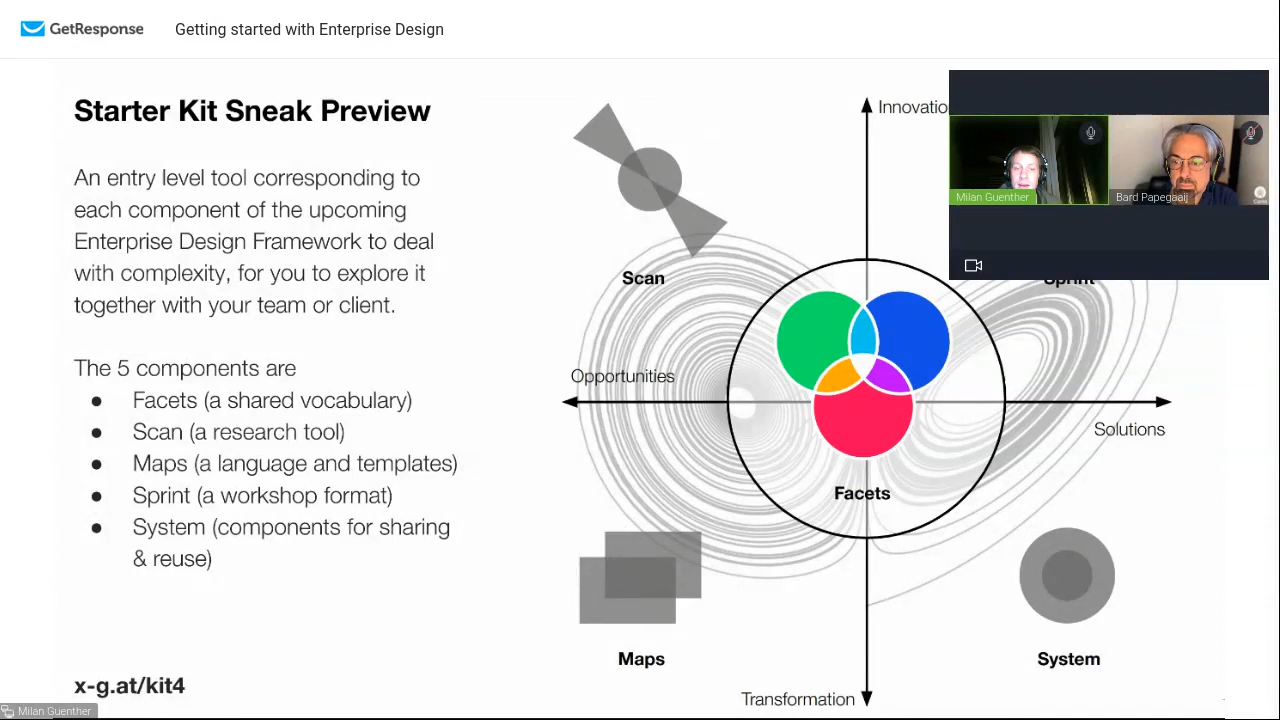 GetResponse
Getting started with Enterprise Design
Starter Kit Sneak Preview
An entry level tool corresponding to
each component of the upcoming
Enterprise Design Framework to deal
with complexity, for you to explore it
together with your team or client.
The 5 components are
● Facets (a shared vocabulary)
● Scan (a research tool)
● Maps (a language and templates)
● Sprint (a workshop format)
● System (components for sharing
& reuse)
x-g.at/kit4
Milan Guenther
Innovatio
Milan Guenther
Bard Papegaaij
Scan
Sprint
Opportunities
Solutions
Facets
Maps
System
Transformation